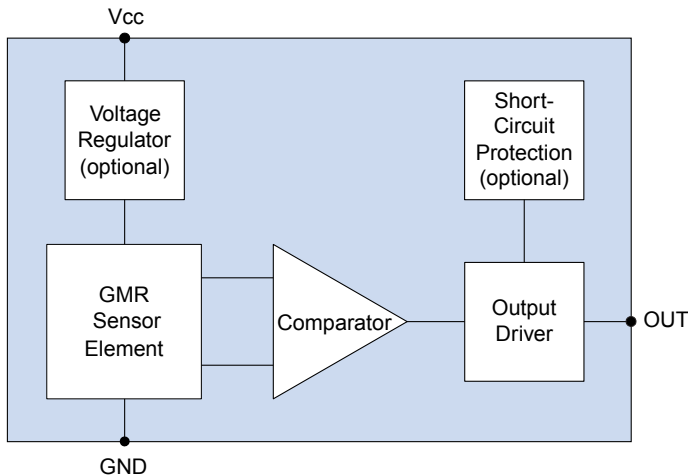 Vcc
Voltage
Regulator
(optional)
Short-
Circuit
Protection
(optional)
GMR
Sensor
Element
Comparator
Output
Driver
OUT
GND